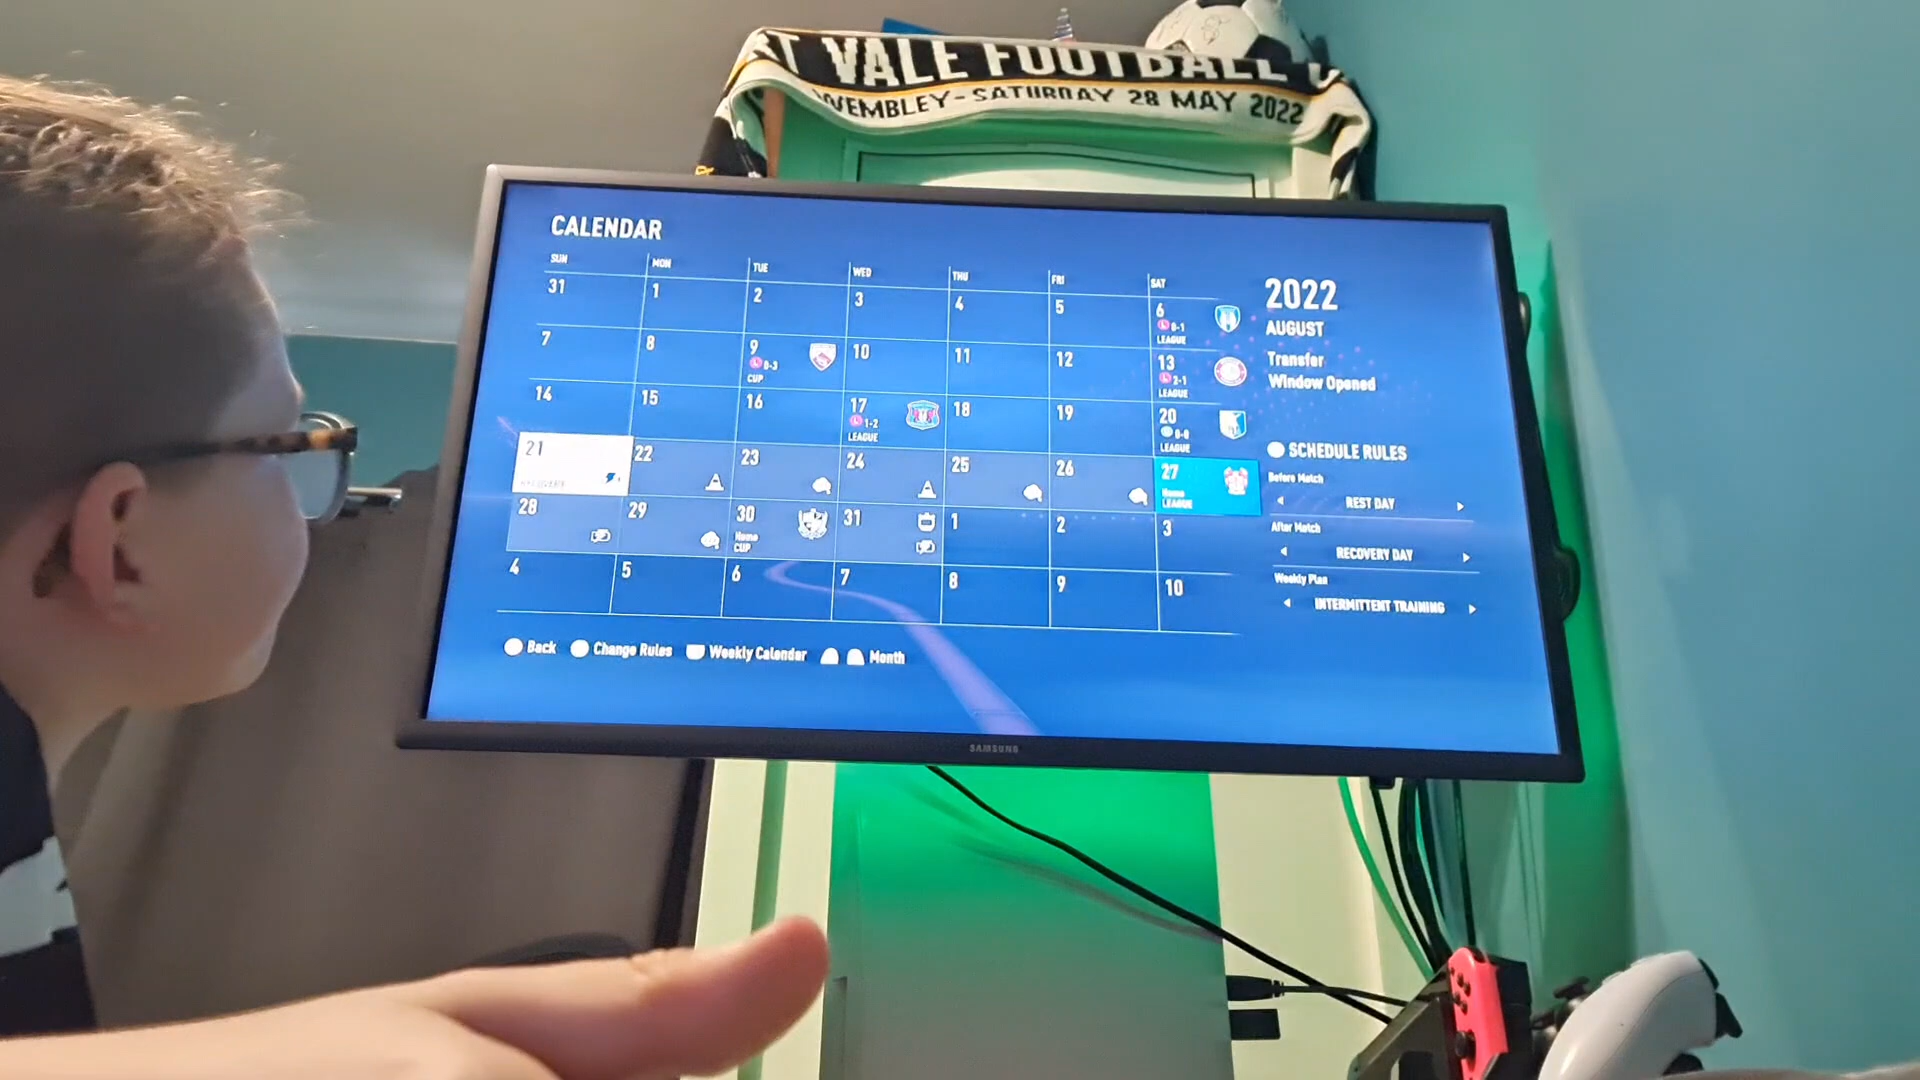 T VALE FOOTBALL
WEMBLEY - SATURDAY 28 MAY 2022
CALENDAR
SUN MON TUE WED THU FRI SAT
31 1 2 3 4 5 6
L 0-1
LEAGUE
7 8 9 10 11 12 13
L 0-3
CUP
L 2-1
LEAGUE
14 15 16 17 18 19 20
L 1-2
LEAGUE
0-0
LEAGUE
21 22 23 24 25 26 27
Home
LEAGUE
28 29 30 31 1 2 3
Home
CUP
4 5 6 7 8 9 10
2022
AUGUST
Transfer
Window Opened
SCHEDULE RULES
Before Match
REST DAY
After Match
RECOVERY DAY
Weekly Plan
INTERMITTENT TRAINING
Back Change Rules Weekly Calendar Month
SAMSUNG